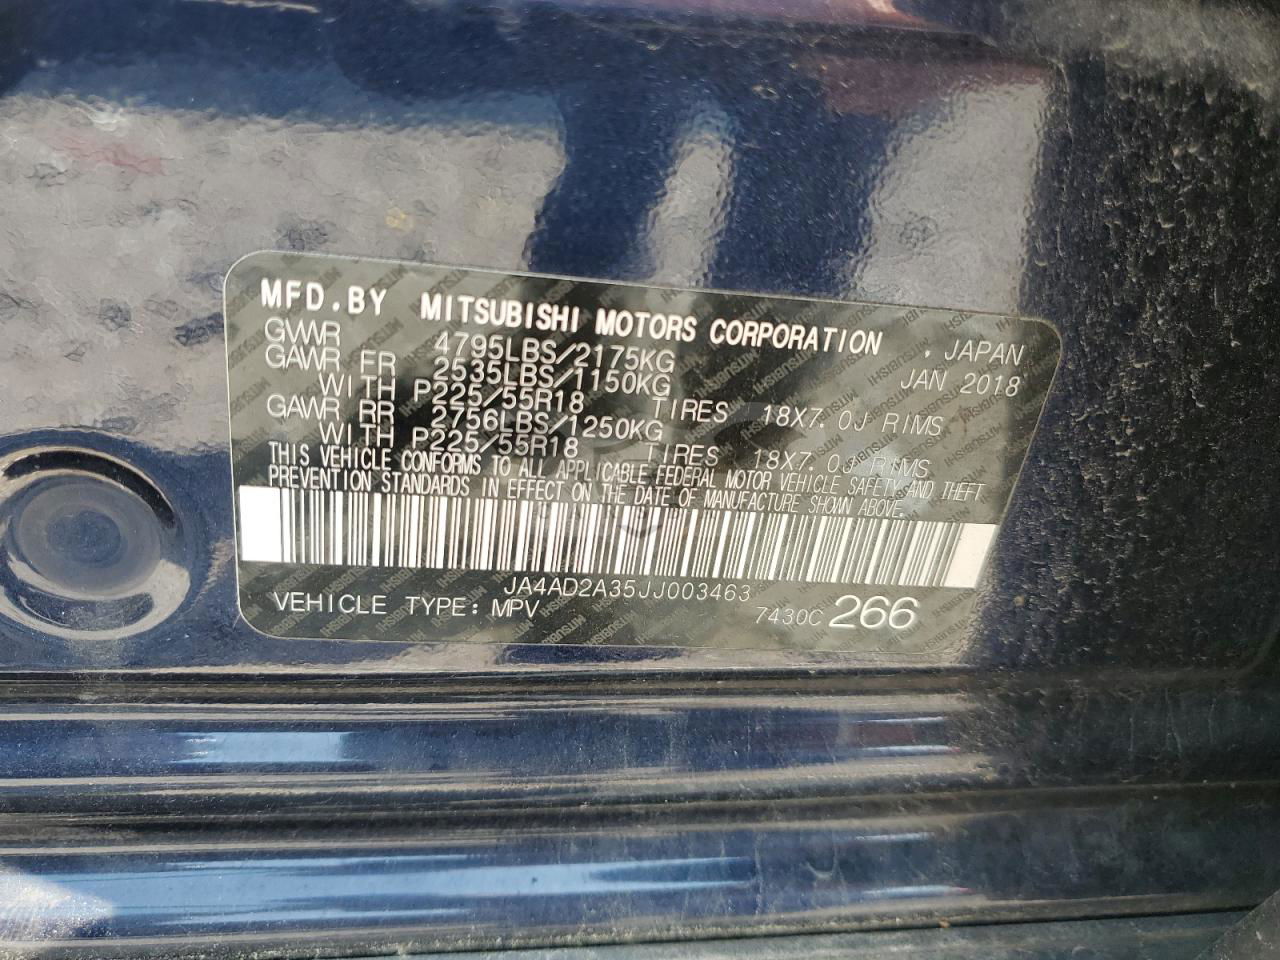 MFD.BY MITSUBISHI MOTORS CORPORATION , JAPAN
GVWR 4795LBS/2175KG JAN 2018
GAWR FR 2535LBS/1150KG
WITH P225/55R18 TIRES 18X7.0J RIMS
GAWR RR 2756LBS/1250KG
WITH P225/55R18 TIRES 18X7.0J RIMS
THIS VEHICLE CONFORMS TO ALL APPLICABLE FEDERAL MOTOR VEHICLE SAFETY AND THEFT
PREVENTION STANDARDS IN EFFECT ON THE DATE OF MANUFACTURE SHOWN ABOVE.
JA4AD2A35JJ003463
VEHICLE TYPE: MPV 7430C 266